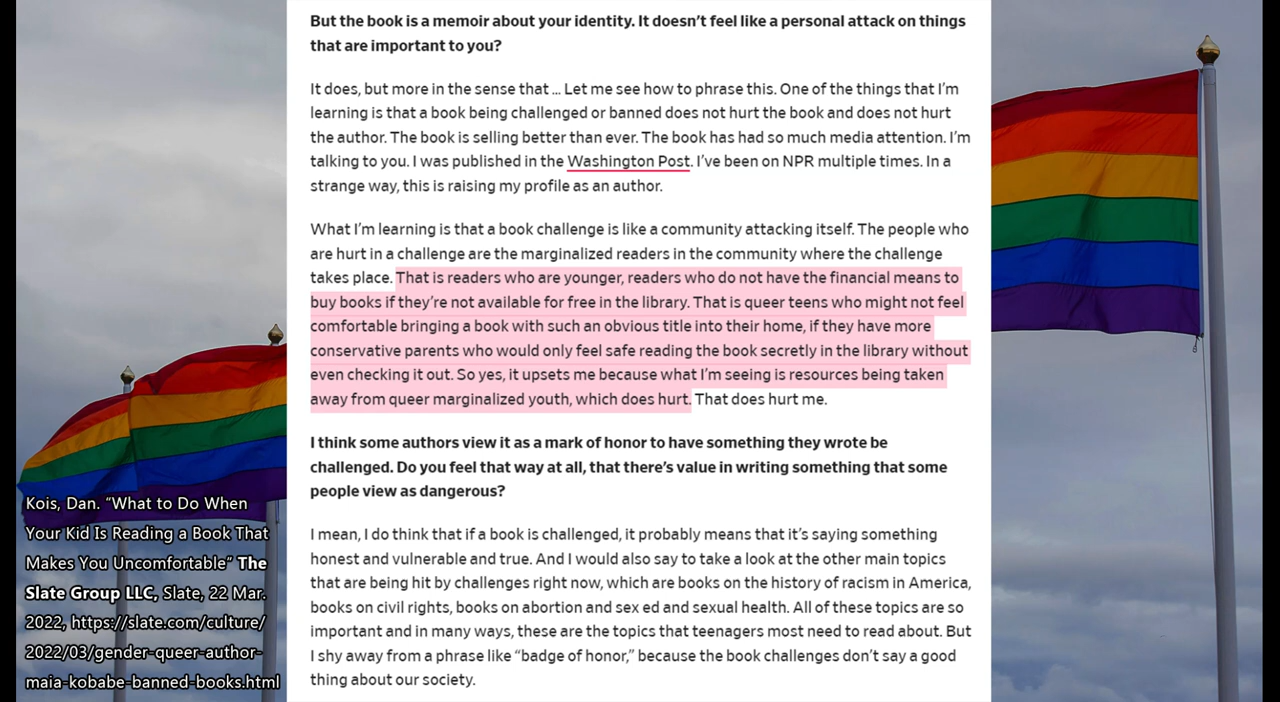 But the book is a memoir about your identity. It doesn’t feel like a personal attack on things
that are important to you?
It does, but more in the sense that ... Let me see how to phrase this. One of the things that I’m
learning is that a book being challenged or banned does not hurt the book and does not hurt
the author. The book is selling better than ever. The book has had so much media attention. I’m
talking to you. I was published in the Washington Post. I’ve been on NPR multiple times. In a
strange way, this is raising my profile as an author.
What I’m learning is that a book challenge is like a community attacking itself. The people who
are hurt in a challenge are the marginalized readers in the community where the challenge
takes place. That is readers who are younger, readers who do not have the financial means to
buy books if they’re not available for free in the library. That is queer teens who might not feel
comfortable bringing a book with such an obvious title into their home, if they have more
conservative parents who would only feel safe reading the book secretly in the library without
even checking it out. So yes, it upsets me because what I’m seeing is resources being taken
away from queer marginalized youth, which does hurt. That does hurt me.
I think some authors view it as a mark of honor to have something they wrote be
challenged. Do you feel that way at all, that there’s value in writing something that some
people view as dangerous?
I mean, I do think that if a book is challenged, it probably means that it’s saying something
honest and vulnerable and true. And I would also say to take a look at the other main topics
that are being hit by challenges right now, which are books on the history of racism in America,
books on civil rights, books on abortion and sex ed and sexual health. All of these topics are so
important and in many ways, these are the topics that teenagers most need to read about. But
I shy away from a phrase like “badge of honor,” because the book challenges don’t say a good
thing about our society.
Kois, Dan. “What to Do When
Your Kid Is Reading a Book That
Makes You Uncomfortable” The
Slate Group LLC, Slate, 22 Mar.
2022, https://slate.com/culture/
2022/03/gender-queer-author-
maia-kobabe-banned-books.html